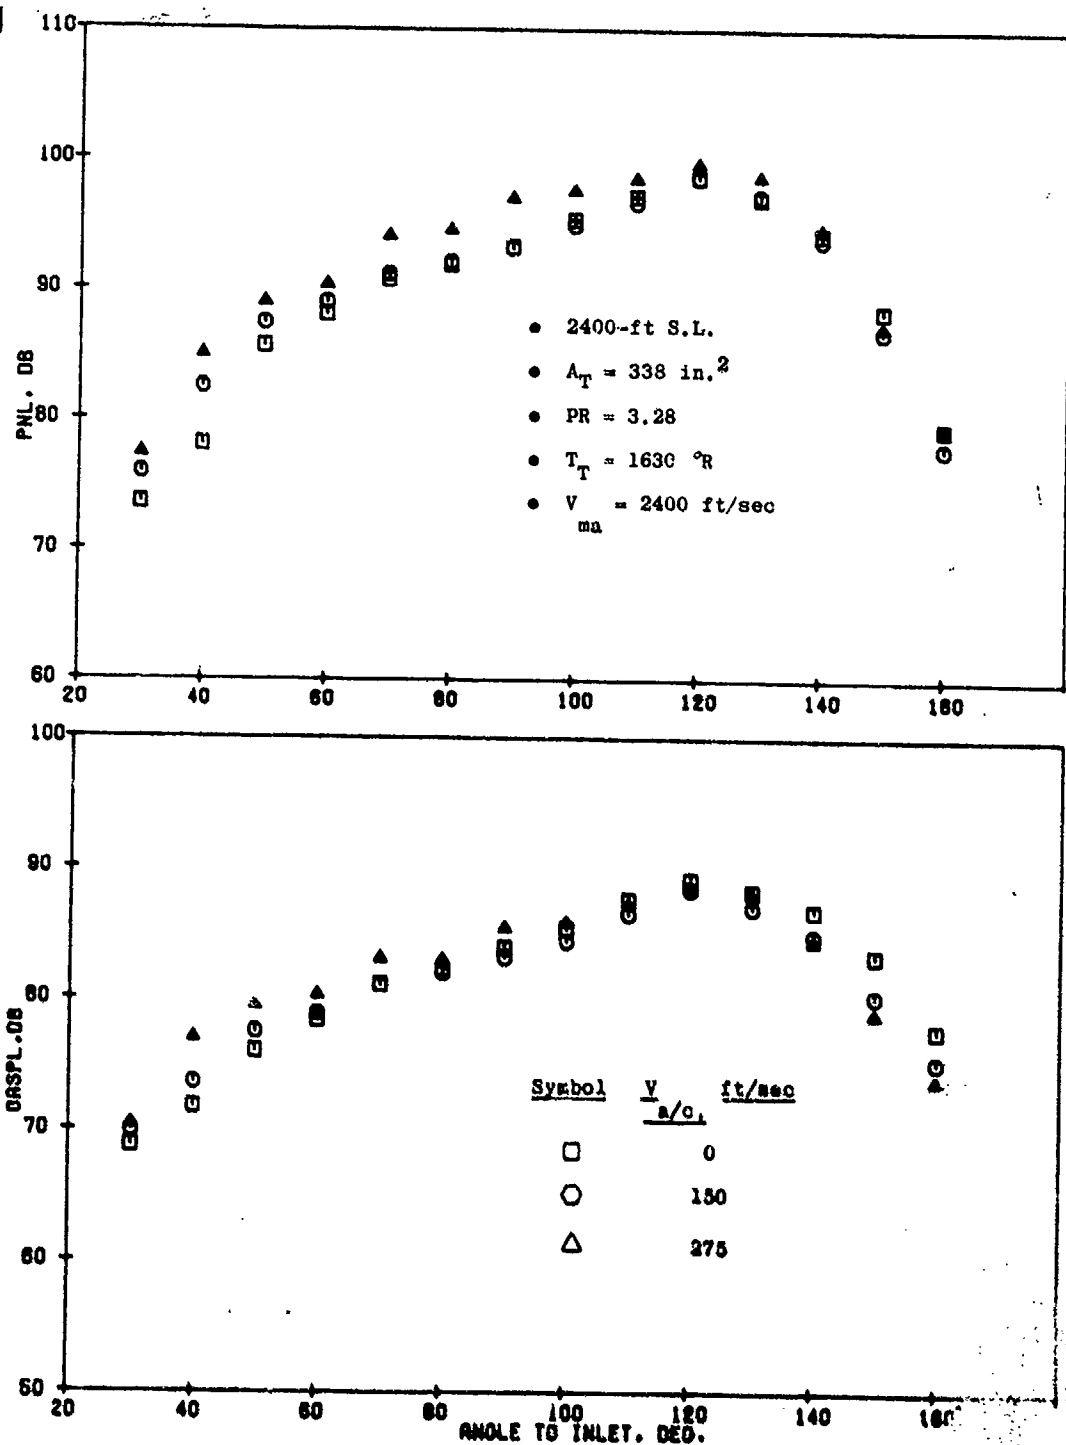 110
100
90
80
70
60
PNL. DB
• 2400-ft S.L.
• A_T = 338 in.²
• PR = 3.28
• T_T = 1630 °R
• V_ma = 2400 ft/sec
20 40 60 80 100 120 140 160
100
90
80
70
60
50
OASPL.DB
Symbol V_a/c, ft/sec
0
150
275
20 40 60 80 100 120 140 160
ANGLE TO INLET. DEG.